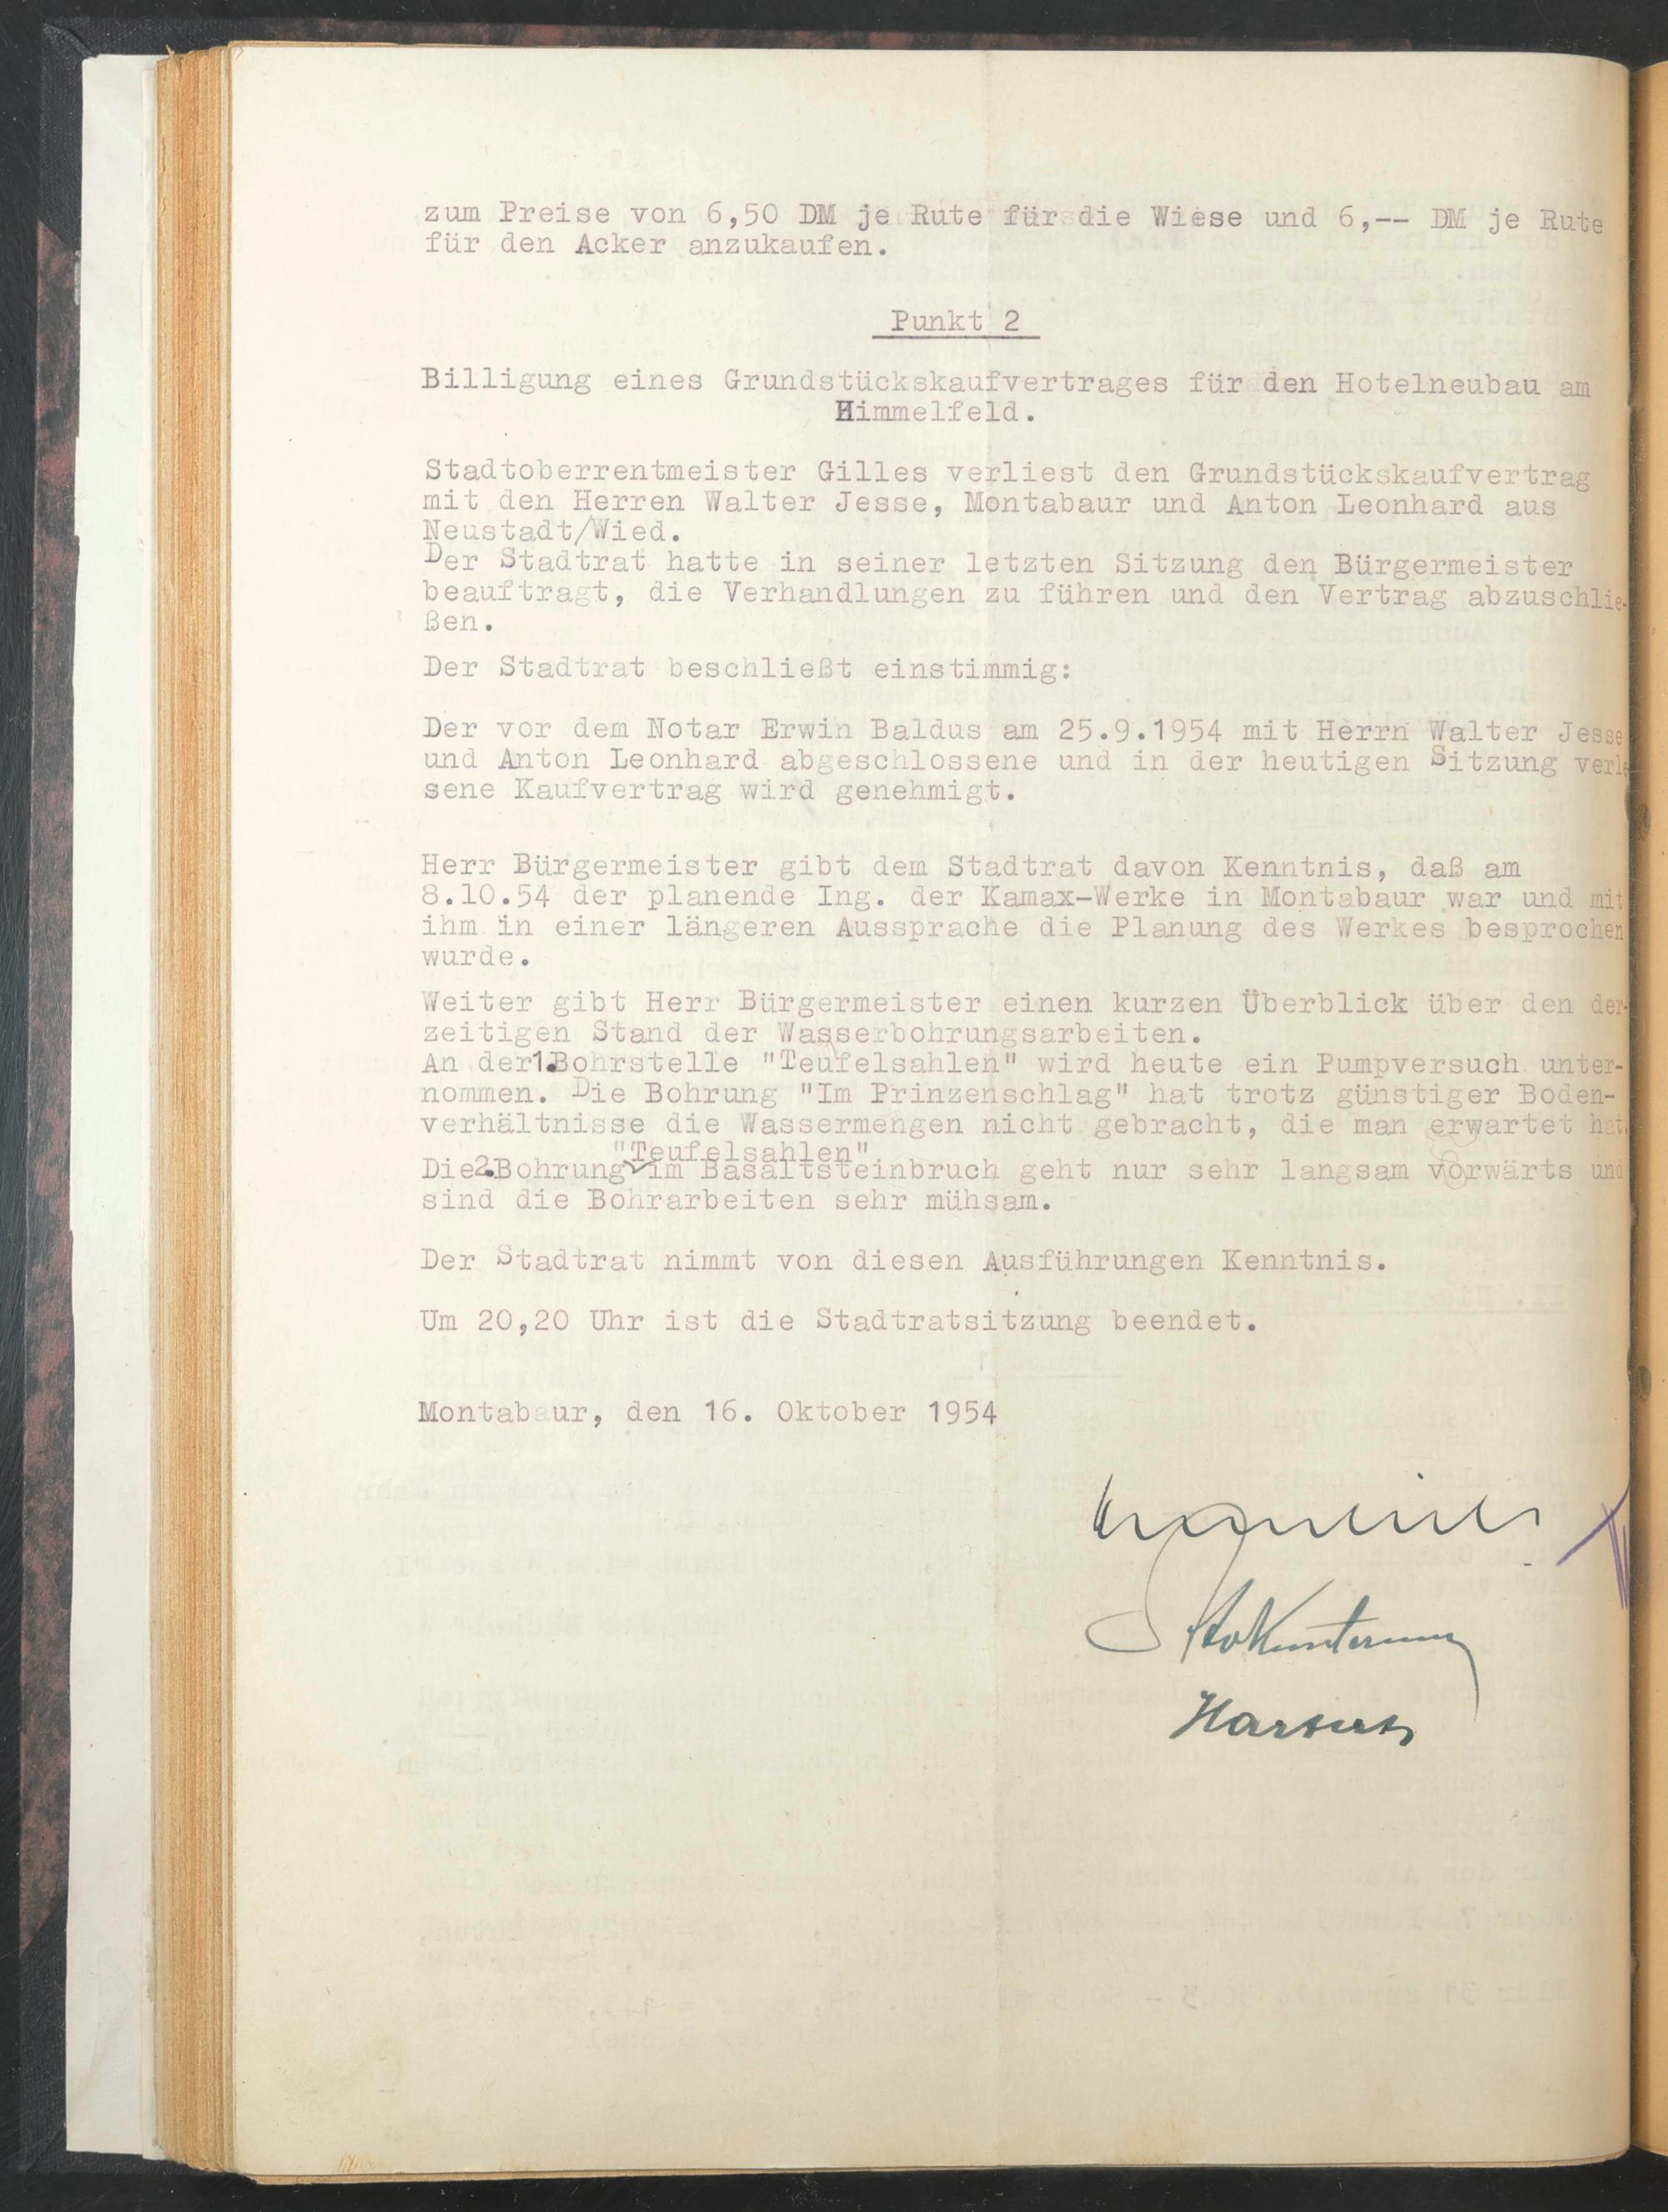 zum Preise von 6,50 DM je Rute für die Wiese und 6,-- DM je Rute
für den Acker anzukaufen.
Punkt 2
Billigung eines Grundstückskaufvertrages für den Hotelneubau am
Himmelfeld.
Stadtoberrentmeister Gilles verliest den Grundstückskaufvertrag
mit den Herren Walter Jesse, Montabaur und Anton Leonhard aus
Neustadt/Wied.
Der Stadtrat hatte in seiner letzten Sitzung den Bürgermeister
beauftragt, die Verhandlungen zu führen und den Vertrag abzuschlie-
ßen.
Der Stadtrat beschließt einstimmig:
Der vor dem Notar Erwin Baldus am 25.9.1954 mit Herrn Walter Jesse
und Anton Leonhard abgeschlossene und in der heutigen Sitzung verle
sene Kaufvertrag wird genehmigt.
Herr Bürgermeister gibt dem Stadtrat davon Kenntnis, daß am
8.10.54 der planende Ing. der Kamax-Werke in Montabaur war und mit
ihm in einer längeren Aussprache die Planung des Werkes besprochen
wurde.
Weiter gibt Herr Bürgermeister einen kurzen Überblick über den der-
zeitigen Stand der Wasserbohrungsarbeiten.
An der 1. Bohrstelle "Teufelsahlen" wird heute ein Pumpversuch unter-
nommen. Die Bohrung "Im Prinzenschlag" hat trotz günstiger Boden-
verhältnisse die Wassermengen nicht gebracht, die man erwartet hat.
"Teufelsahlen"
Die 2. Bohrung im Basaltsteinbruch geht nur sehr langsam vorwärts und
sind die Bohrarbeiten sehr mühsam.
Der Stadtrat nimmt von diesen Ausführungen Kenntnis.
Um 20,20 Uhr ist die Stadtratsitzung beendet.
Montabaur, den 16. Oktober 1954